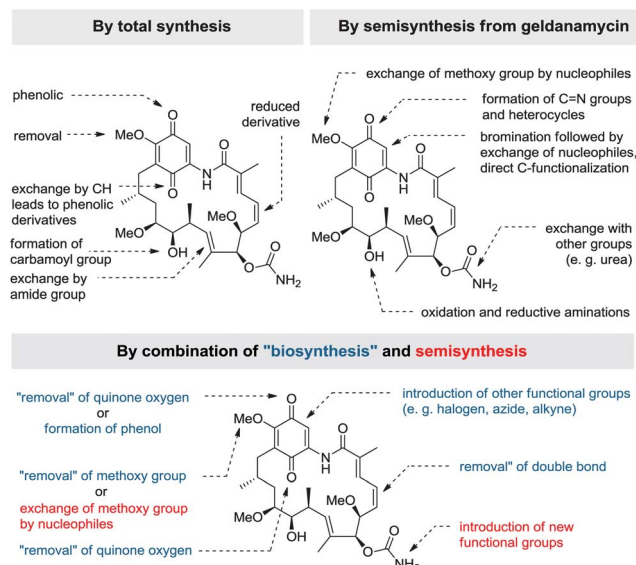 By total synthesis
By semisynthesis from geldanamycin
phenolic
removal
exchange by CH
leads to phenolic
derivatives
formation of
carbamoyl group
exchange by
amide group
reduced
derivative
O
MeO
O
N
H
O
MeO
MeO
OH
O
O
NH2
exchange of methoxy group by nucleophiles
formation of C=N groups
and heterocycles
bromination followed by
exchange of nucleophiles,
direct C-functionalization
exchange with
other groups
(e. g. urea)
oxidation and reductive aminations
O
MeO
O
N
H
O
MeO
MeO
OH
O
O
NH2
By combination of "biosynthesis" and semisynthesis
"removal" of quinone oxygen
or
formation of phenol
"removal" of methoxy group
or
exchange of methoxy group
by nucleophiles
"removal" of quinone oxygen
introduction of other functional groups
(e. g. halogen, azide, alkyne)
removal" of double bond
introduction of new
functional groups
O
MeO
O
N
H
O
MeO
MeO
OH
O
O
NH2